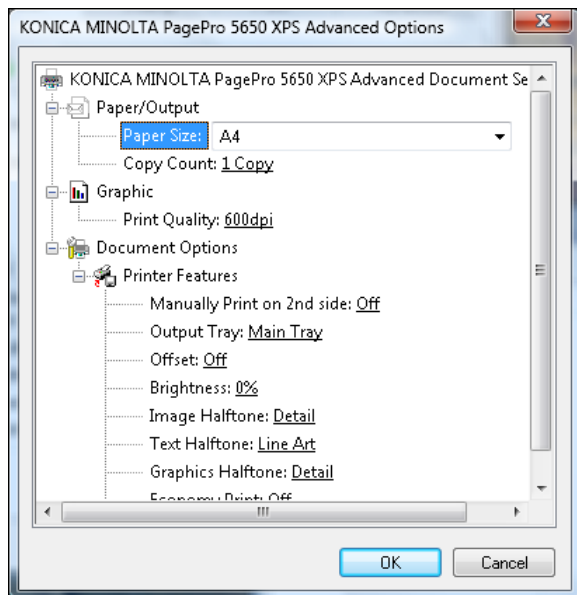 KONICA MINOLTA PagePro 5650 XPS Advanced Options
KONICA MINOLTA PagePro 5650 XPS Advanced Document Se
Paper/Output
Paper Size: A4
Copy Count: 1 Copy
Graphic
Print Quality: 600dpi
Document Options
Printer Features
Manually Print on 2nd side: Off
Output Tray: Main Tray
Offset: Off
Brightness: 0%
Image Halftone: Detail
Text Halftone: Line Art
Graphics Halftone: Detail
Economy Print: Off
OK Cancel